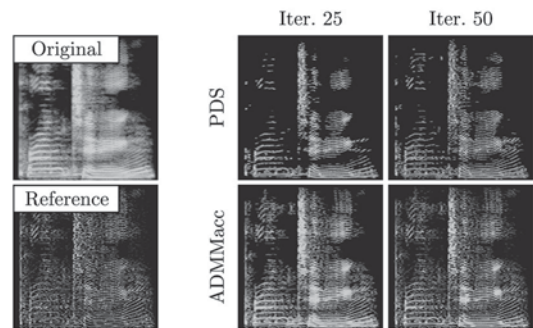 Iter. 25 Iter. 50
Original
PDS
Reference
ADMMacc